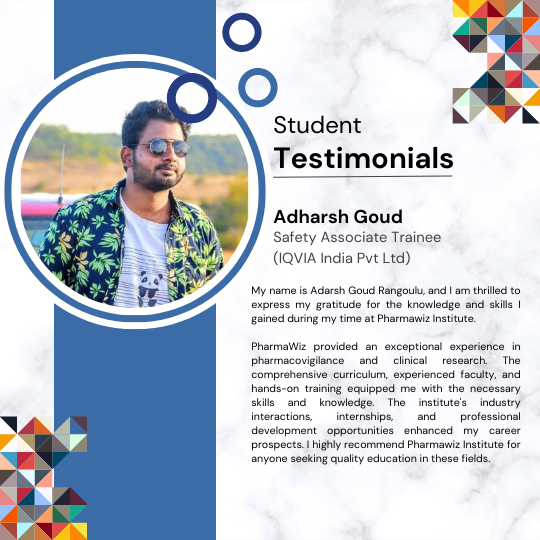 Student
Testimonials
Adharsh Goud
Safety Associate Trainee
(IQVIA India Pvt Ltd)
My name is Adarsh Goud Rangoulu, and I am thrilled to
express my gratitude for the knowledge and skills I
gained during my time at Pharmawiz Institute.
PharmaWiz provided an exceptional experience in
pharmacovigilance and clinical research. The
comprehensive curriculum, experienced faculty, and
hands-on training equipped me with the necessary
skills and knowledge. The institute's industry
interactions, internships, and professional
development opportunities enhanced my career
prospects. I highly recommend Pharmawiz Institute for
anyone seeking quality education in these fields.